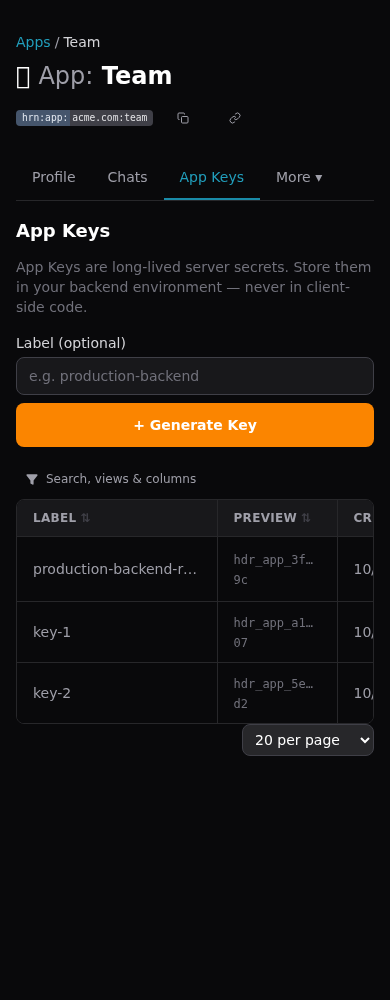 Apps / Team
App: Team
hrn:app: acme.com:team
Profile Chats App Keys More ▾
App Keys
App Keys are long-lived server secrets. Store them
in your backend environment — never in client-
side code.
Label (optional)
e.g. production-backend
+ Generate Key
Search, views & columns
LABEL ⇅ PREVIEW ⇅ CR
production-backend-r… hdr_app_3f…9c 10/
key-1 hdr_app_a1…07 10/
key-2 hdr_app_5e…d2 10/
20 per page